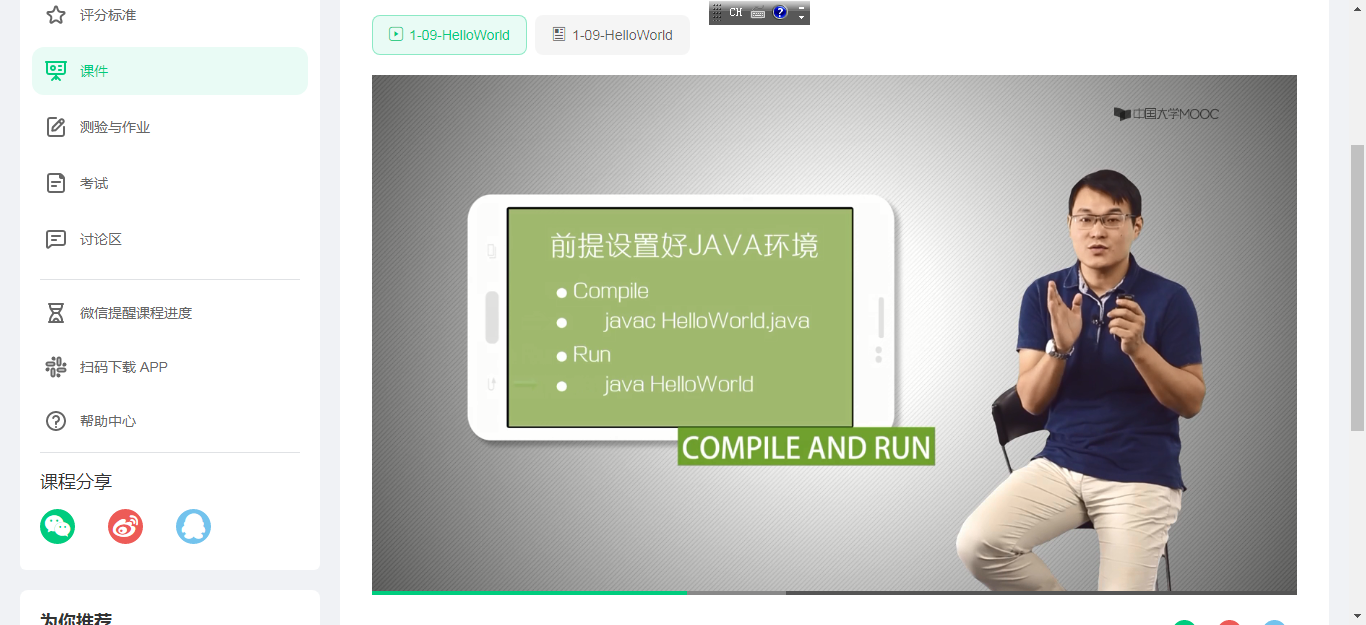 评分标准
课件
测验与作业
考试
讨论区
微信提醒课程进度
扫码下载 APP
帮助中心
课程分享
为你推荐
1-09-HelloWorld
1-09-HelloWorld
CH
中国大学MOOC
前提设置好JAVA环境
Compile
javac HelloWorld.java
Run
java HelloWorld
COMPILE AND RUN